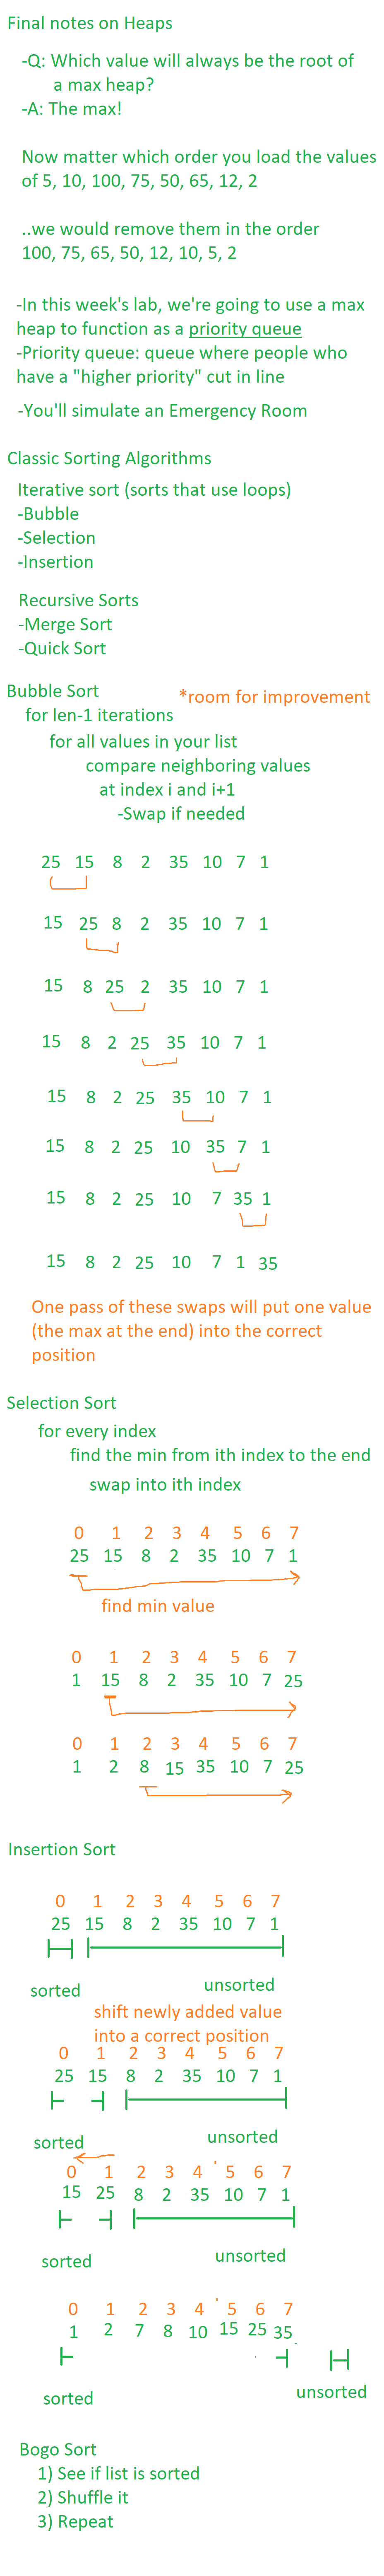 Final notes on Heaps
-Q: Which value will always be the root of
a max heap?
-A: The max!
Now matter which order you load the values
of 5, 10, 100, 75, 50, 65, 12, 2
..we would remove them in the order
100, 75, 65, 50, 12, 10, 5, 2
-In this week's lab, we're going to use a max
heap to function as a priority queue
-Priority queue: queue where people who
have a "higher priority" cut in line
-You'll simulate an Emergency Room
Classic Sorting Algorithms
Iterative sort (sorts that use loops)
-Bubble
-Selection
-Insertion
Recursive Sorts
-Merge Sort
-Quick Sort
Bubble Sort
*room for improvement
for len-1 iterations
for all values in your list
compare neighboring values
at index i and i+1
-Swap if needed
25 15 8 2 35 10 7 1
15 25 8 2 35 10 7 1
15 8 25 2 35 10 7 1
15 8 2 25 35 10 7 1
15 8 2 25 35 10 7 1
15 8 2 25 10 35 7 1
15 8 2 25 10 7 35 1
15 8 2 25 10 7 1 35
One pass of these swaps will put one value
(the max at the end) into the correct
position
Selection Sort
for every index
find the min from ith index to the end
swap into ith index
0 1 2 3 4 5 6 7
25 15 8 2 35 10 7 1
find min value
0 1 2 3 4 5 6 7
1 15 8 2 35 10 7 25
0 1 2 3 4 5 6 7
1 2 8 15 35 10 7 25
Insertion Sort
0 1 2 3 4 5 6 7
25 15 8 2 35 10 7 1
sorted unsorted
shift newly added value
into a correct position
0 1 2 3 4 5 6 7
25 15 8 2 35 10 7 1
sorted unsorted
0 1 2 3 4 5 6 7
15 25 8 2 35 10 7 1
sorted unsorted
0 1 2 3 4 5 6 7
1 2 7 8 10 15 25 35
sorted unsorted
Bogo Sort
1) See if list is sorted
2) Shuffle it
3) Repeat